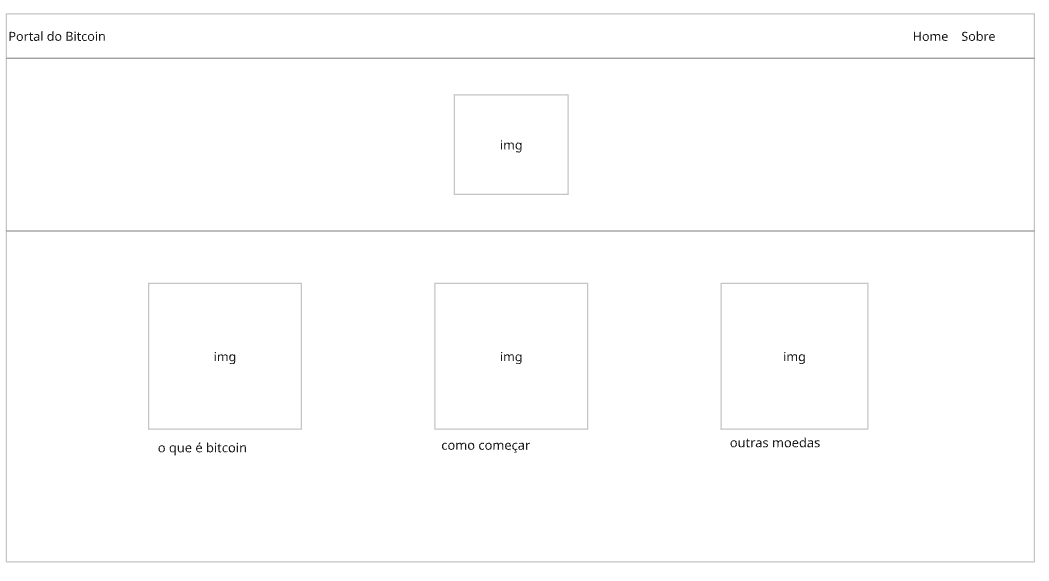 Portal do Bitcoin
Home Sobre
img
img
img
img
o que é bitcoin
como começar
outras moedas